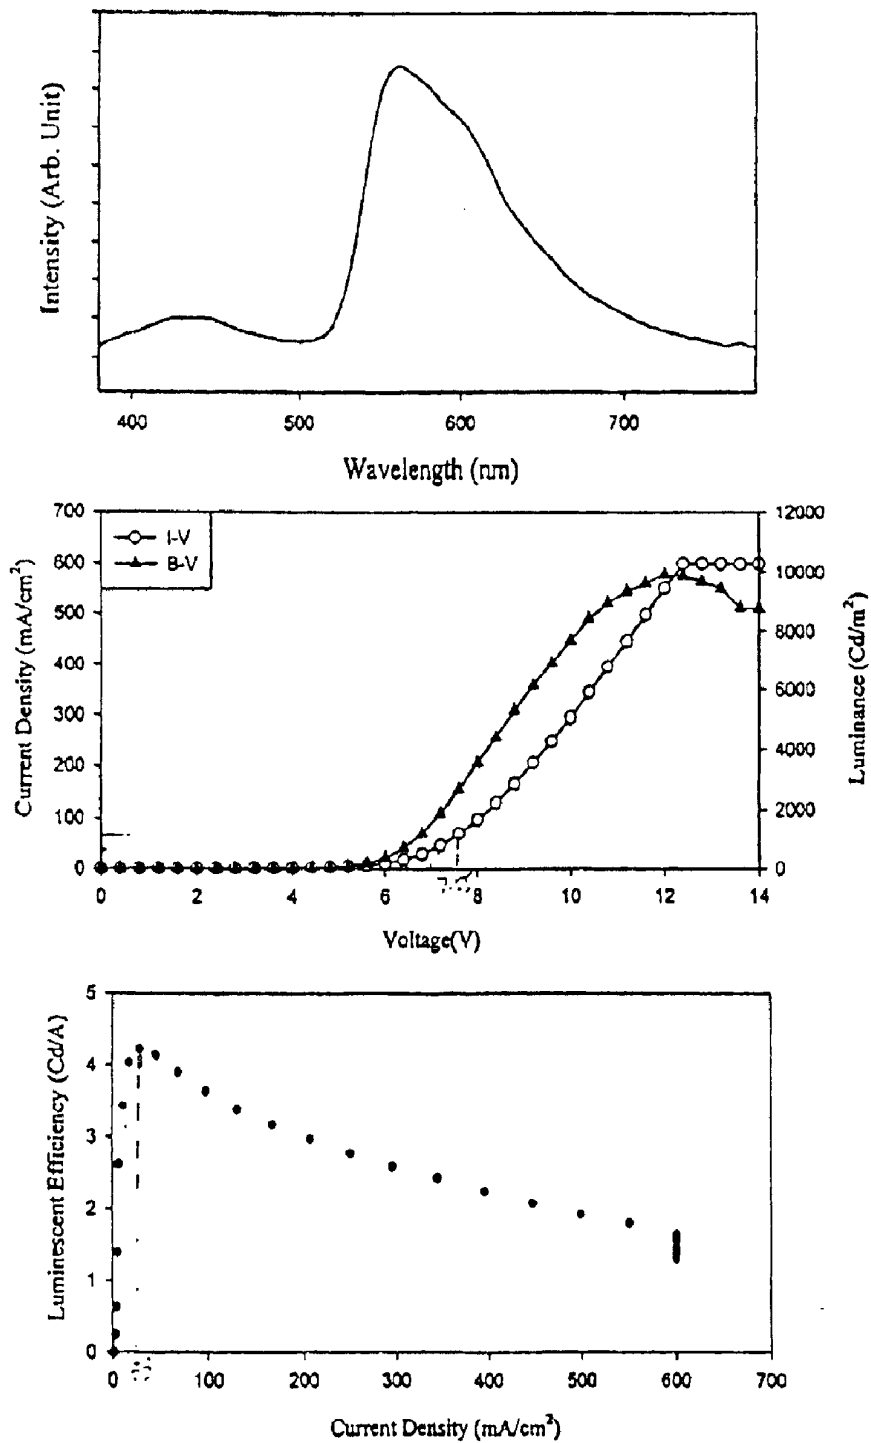 Intensity (Arb. Unit)
400 500 600 700
Wavelength (nm)
700
600
500
400
300
200
100
0
I-V
B-V
Current Density (mA/cm²)
12000
10000
8000
6000
4000
2000
0
Luminance (Cd/m²)
0 2 4 6 8 10 12 14
Voltage(V)
5
4
3
2
1
0
Luminescent Efficiency (Cd/A)
0 100 200 300 400 500 600 700
Current Density (mA/cm²)